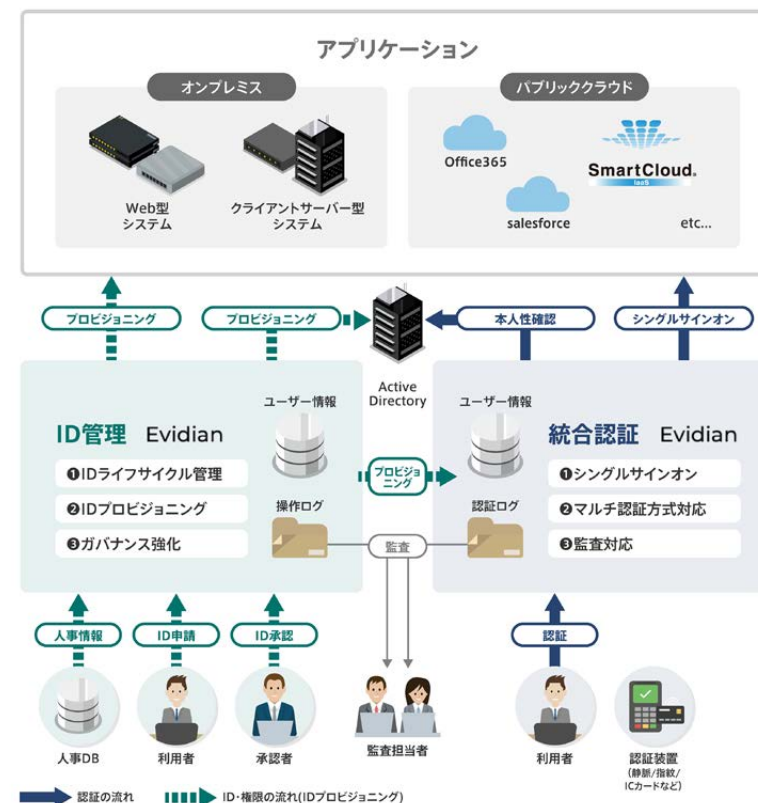 アプリケーション
オンプレミス
パブリッククラウド
Web型
システム
クライアントサーバー型
システム
Office365
salesforce
SmartCloud®
IaaS
etc...
プロビジョニング
プロビジョニング
本人性確認
シングルサインオン
Active
Directory
ID管理 Evidian
ユーザー情報
❶IDライフサイクル管理
❷IDプロビジョニング
❸ガバナンス強化
操作ログ
プロビジョ
ニング
監査
ユーザー情報
統合認証 Evidian
❶シングルサインオン
❷マルチ認証方式対応
❸監査対応
認証ログ
人事情報
ID申請
ID承認
認証
人事DB
利用者
承認者
監査担当者
利用者
認証装置
(静脈/指紋/
ICカードなど)
認証の流れ
ID・権限の流れ(IDプロビジョニング)